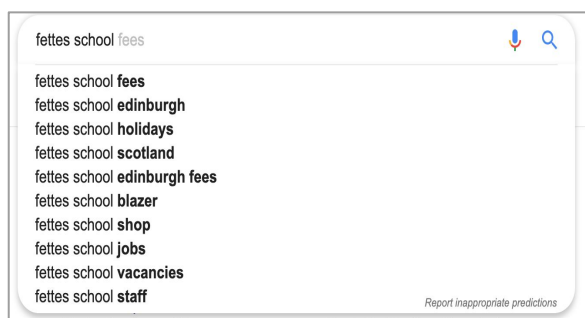 fettes school fees
fettes school fees
fettes school edinburgh
fettes school holidays
fettes school scotland
fettes school edinburgh fees
fettes school blazer
fettes school shop
fettes school jobs
fettes school vacancies
fettes school staff
Report inappropriate predictions